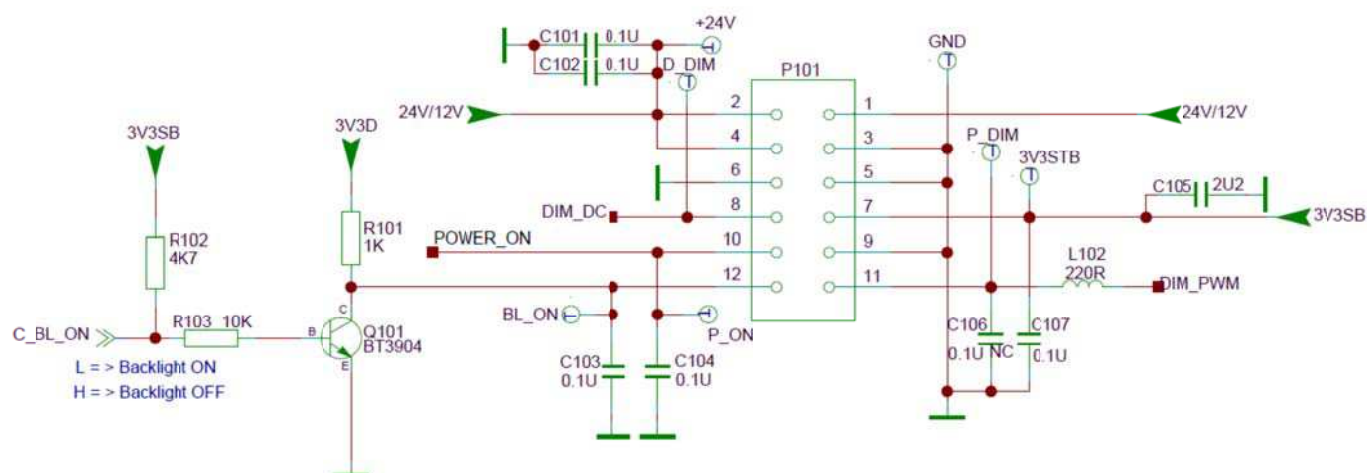 +24V
C101 0.1U
C102 0.1U
D_DIM
T
T
GND
T
P101
24V/12V
2
1
24V/12V
4
3
P_DIM
T
3V3STB
T
6
5
C105 2U2
DIM_DC
8
7
3V3SB
3V3SB
3V3D
R102
4K7
R101
1K
POWER_ON
10
9
L102
220R
12
11
DIM_PWM
C_BL_ON
R103 10K
B
C
E
Q101
BT3904
BL_ON
T
T
P_ON
C103
0.1U
C104
0.1U
C106
0.1U NC
C107
0.1U
L = > Backlight ON
H = > Backlight OFF